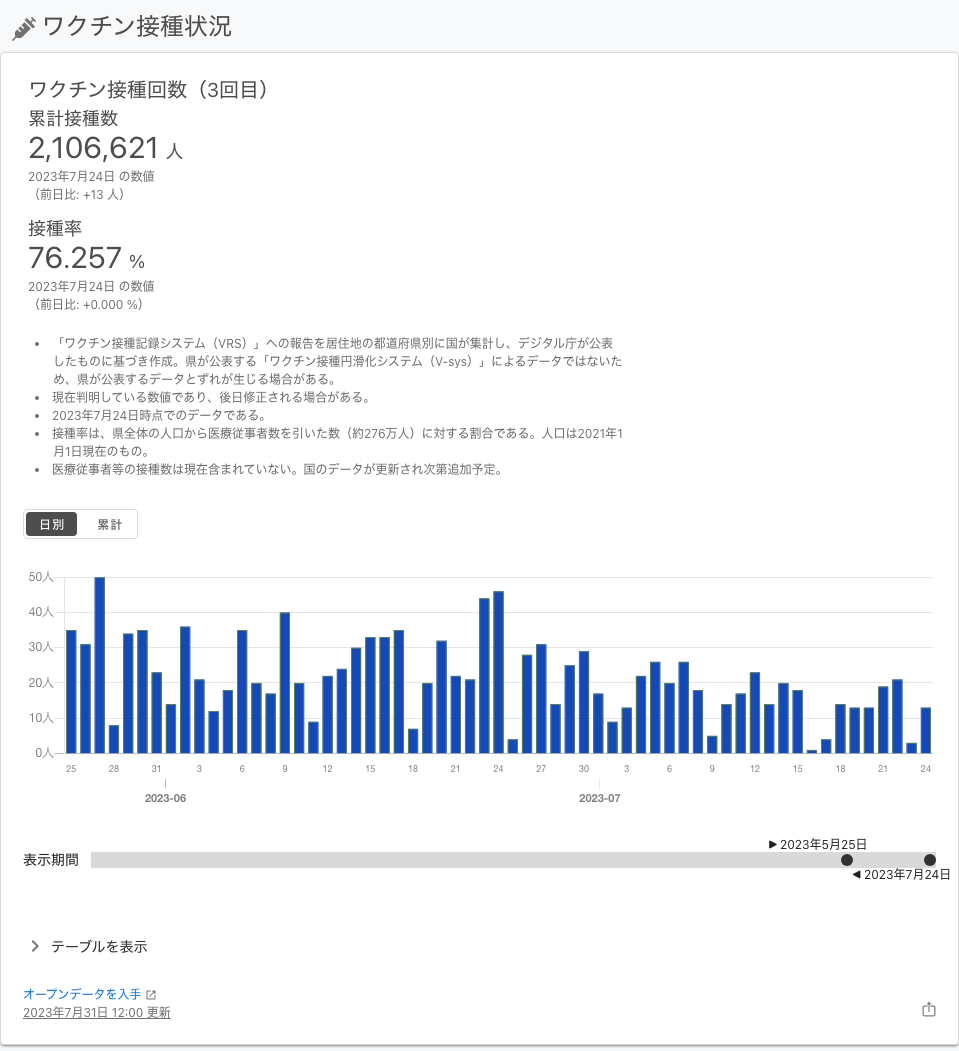 ワクチン接種状況
ワクチン接種回数（3回目）
累計接種数
2,106,621 人
2023年7月24日 の数値
（前日比: +13 人）
接種率
76.257 %
2023年7月24日 の数値
（前日比: +0.000 %）
• 「ワクチン接種記録システム（VRS）」への報告を居住地の都道府県別に国が集計し、デジタル庁が公表
したものに基づき作成。県が公表する「ワクチン接種円滑化システム（V-sys）」によるデータではないた
め、県が公表するデータとずれが生じる場合がある。
• 現在判明している数値であり、後日修正される場合がある。
• 2023年7月24日時点でのデータである。
• 接種率は、県全体の人口から医療従事者数を引いた数（約276万人）に対する割合である。人口は2021年1
月1日現在のもの。
• 医療従事者等の接種数は現在含まれていない。国のデータが更新され次第追加予定。
日別 累計
50人
40人
30人
20人
10人
0人
25 28 31 3 6 9 12 15 18 21 24 27 30 3 6 9 12 15 18 21 24
2023-06 2023-07
▶ 2023年5月25日
表示期間
◀ 2023年7月24日
テーブルを表示
オープンデータを入手
2023年7月31日 12:00 更新